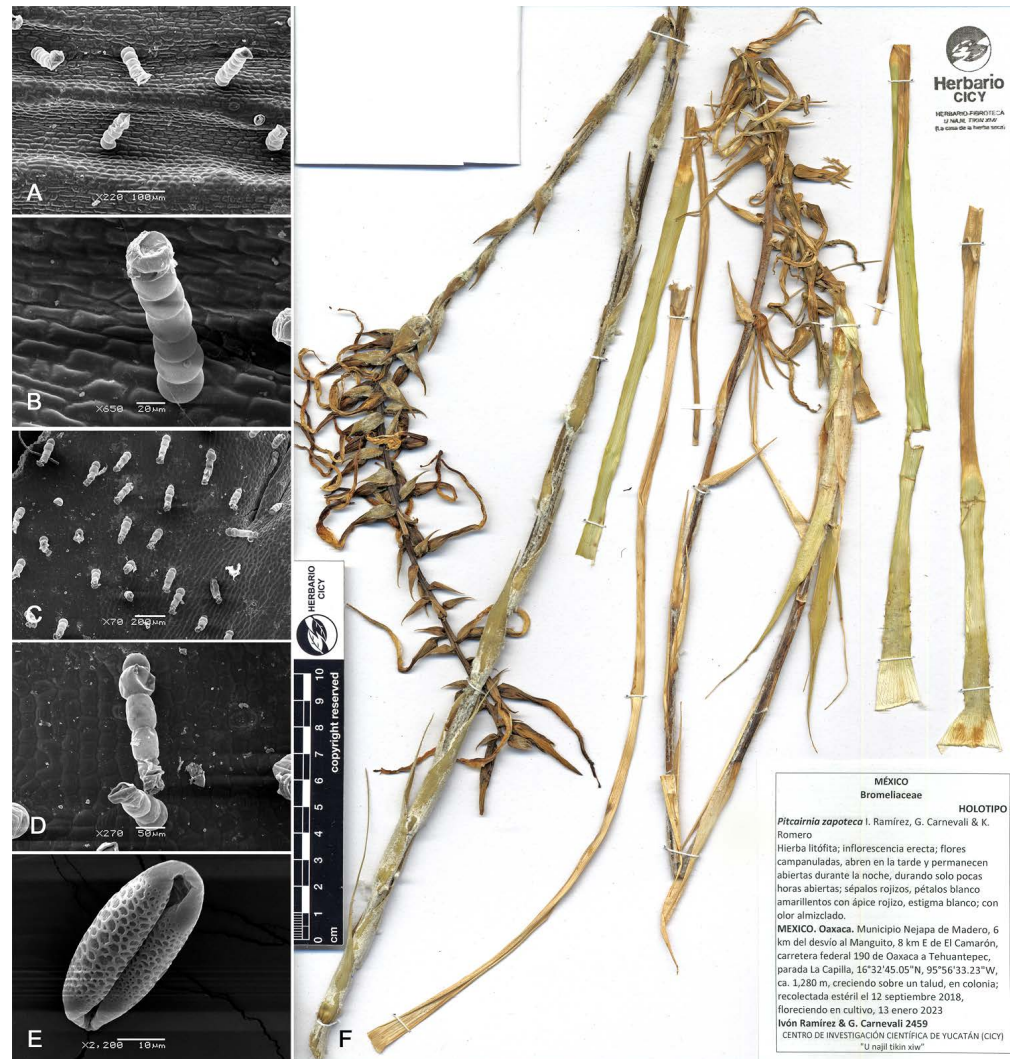 A
X220 100µm
B
X650 20µm
C
X70 200µm
D
X270 50µm
E
X2,200 10µm
F
Herbario
CICY
HERBARIO-FIBROTECA
U NAJIL TIKIN XIW
(La casa de la hierba seca)
HERBARIO
CICY
copyright reserved
10
9
8
7
6
5
4
3
2
1
0
cm
MÉXICO
Bromeliaceae
HOLOTIPO
Pitcairnia zapoteca I. Ramírez, G. Carnevali & K.
Romero
Hierba litófita; inflorescencia erecta; flores
campanuladas, abren en la tarde y permanecen
abiertas durante la noche, durando solo pocas
horas abiertas; sépalos rojizos, pétalos blanco
amarillentos con ápice rojizo, estigma blanco; con
olor almizclado.
MEXICO. Oaxaca. Municipio Nejapa de Madero, 6
km del desvío al Manguito, 8 km E de El Camarón,
carretera federal 190 de Oaxaca a Tehuantepec,
parada La Capilla, 16°32'45.05"N, 95°56'33.23"W,
ca. 1,280 m, creciendo sobre un talud, en colonia;
recolectada estéril el 12 septiembre 2018,
floreciendo en cultivo, 13 enero 2023
Ivón Ramírez & G. Carnevali 2459
CENTRO DE INVESTIGACIÓN CIENTÍFICA DE YUCATÁN (CICY)
"U najil tikin xiw"